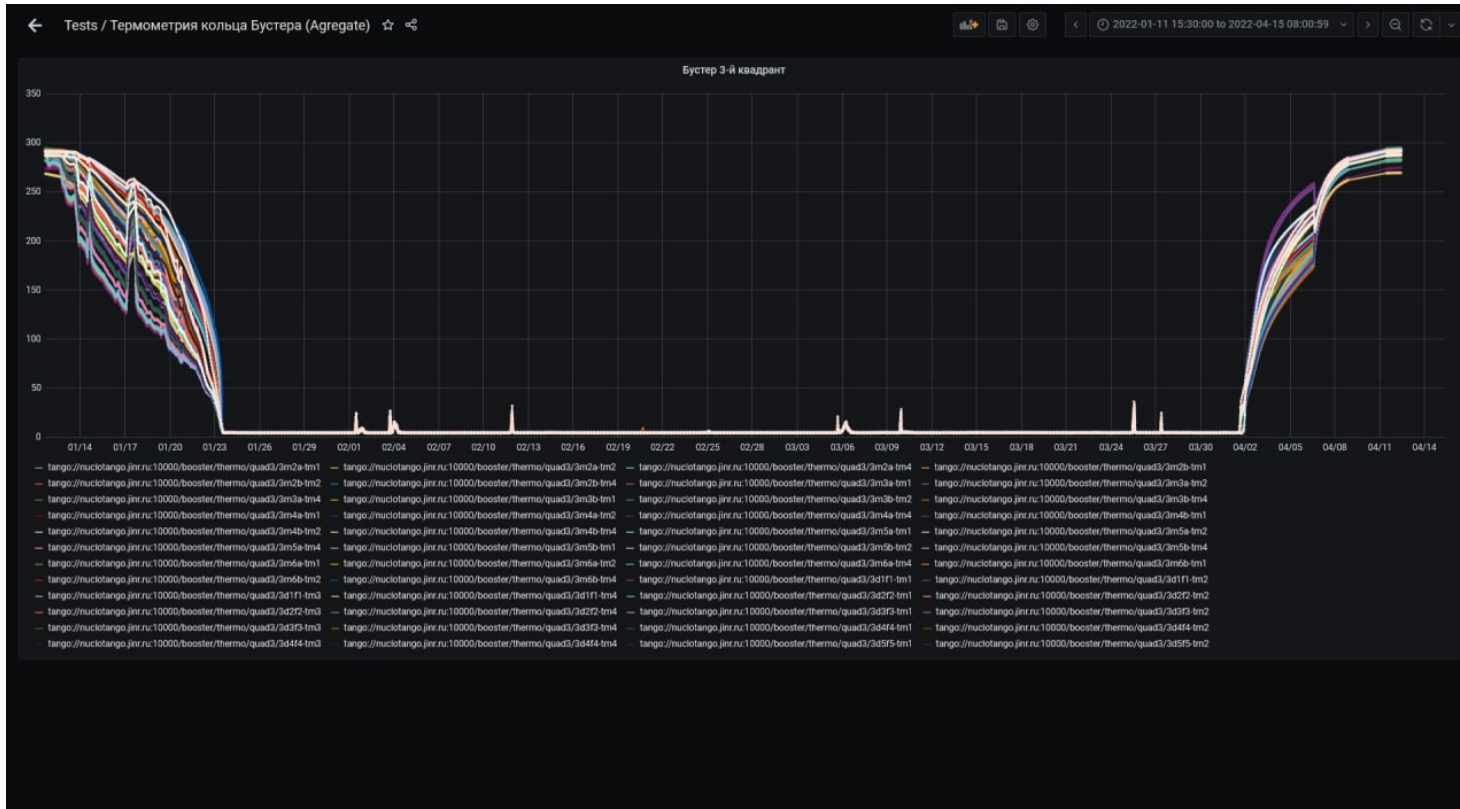 Tests / Термометрия кольца Бустера (Agregate)
2022-01-11 15:30:00 to 2022-04-15 08:00:59
Бустер 3-й квадрант
350
300
250
200
150
100
50
0
01/14 01/17 01/20 01/23 01/26 01/29 02/01 02/04 02/07 02/10 02/13 02/16 02/19 02/22 02/25 02/28 03/03 03/06 03/09 03/12 03/15 03/18 03/21 03/24 03/27 03/30 04/02 04/05 04/08 04/11 04/14
tango://nuclotango.jinr.ru:10000/booster/thermo/quad3/3m2a-tm1 tango://nuclotango.jinr.ru:10000/booster/thermo/quad3/3m2a-tm2 tango://nuclotango.jinr.ru:10000/booster/thermo/quad3/3m2a-tm4 tango://nuclotango.jinr.ru:10000/booster/thermo/quad3/3m2b-tm1
tango://nuclotango.jinr.ru:10000/booster/thermo/quad3/3m2b-tm2 tango://nuclotango.jinr.ru:10000/booster/thermo/quad3/3m2b-tm4 tango://nuclotango.jinr.ru:10000/booster/thermo/quad3/3m3a-tm1 tango://nuclotango.jinr.ru:10000/booster/thermo/quad3/3m3a-tm2
tango://nuclotango.jinr.ru:10000/booster/thermo/quad3/3m3a-tm4 tango://nuclotango.jinr.ru:10000/booster/thermo/quad3/3m3b-tm1 tango://nuclotango.jinr.ru:10000/booster/thermo/quad3/3m3b-tm2 tango://nuclotango.jinr.ru:10000/booster/thermo/quad3/3m3b-tm4
tango://nuclotango.jinr.ru:10000/booster/thermo/quad3/3m4a-tm1 tango://nuclotango.jinr.ru:10000/booster/thermo/quad3/3m4a-tm2 tango://nuclotango.jinr.ru:10000/booster/thermo/quad3/3m4a-tm4 tango://nuclotango.jinr.ru:10000/booster/thermo/quad3/3m4b-tm1
tango://nuclotango.jinr.ru:10000/booster/thermo/quad3/3m4b-tm2 tango://nuclotango.jinr.ru:10000/booster/thermo/quad3/3m4b-tm4 tango://nuclotango.jinr.ru:10000/booster/thermo/quad3/3m5a-tm1 tango://nuclotango.jinr.ru:10000/booster/thermo/quad3/3m5a-tm2
tango://nuclotango.jinr.ru:10000/booster/thermo/quad3/3m5a-tm4 tango://nuclotango.jinr.ru:10000/booster/thermo/quad3/3m5b-tm1 tango://nuclotango.jinr.ru:10000/booster/thermo/quad3/3m5b-tm2 tango://nuclotango.jinr.ru:10000/booster/thermo/quad3/3m5b-tm4
tango://nuclotango.jinr.ru:10000/booster/thermo/quad3/3m6a-tm1 tango://nuclotango.jinr.ru:10000/booster/thermo/quad3/3m6a-tm2 tango://nuclotango.jinr.ru:10000/booster/thermo/quad3/3m6a-tm4 tango://nuclotango.jinr.ru:10000/booster/thermo/quad3/3m6b-tm1
tango://nuclotango.jinr.ru:10000/booster/thermo/quad3/3m6b-tm2 tango://nuclotango.jinr.ru:10000/booster/thermo/quad3/3m6b-tm4 tango://nuclotango.jinr.ru:10000/booster/thermo/quad3/3d1f1-tm1 tango://nuclotango.jinr.ru:10000/booster/thermo/quad3/3d1f1-tm2
tango://nuclotango.jinr.ru:10000/booster/thermo/quad3/3d1f1-tm3 tango://nuclotango.jinr.ru:10000/booster/thermo/quad3/3d1f1-tm4 tango://nuclotango.jinr.ru:10000/booster/thermo/quad3/3d2f2-tm1 tango://nuclotango.jinr.ru:10000/booster/thermo/quad3/3d2f2-tm2
tango://nuclotango.jinr.ru:10000/booster/thermo/quad3/3d2f2-tm3 tango://nuclotango.jinr.ru:10000/booster/thermo/quad3/3d2f2-tm4 tango://nuclotango.jinr.ru:10000/booster/thermo/quad3/3d3f3-tm1 tango://nuclotango.jinr.ru:10000/booster/thermo/quad3/3d3f3-tm2
tango://nuclotango.jinr.ru:10000/booster/thermo/quad3/3d3f3-tm3 tango://nuclotango.jinr.ru:10000/booster/thermo/quad3/3d3f3-tm4 tango://nuclotango.jinr.ru:10000/booster/thermo/quad3/3d4f4-tm1 tango://nuclotango.jinr.ru:10000/booster/thermo/quad3/3d4f4-tm2
tango://nuclotango.jinr.ru:10000/booster/thermo/quad3/3d4f4-tm3 tango://nuclotango.jinr.ru:10000/booster/thermo/quad3/3d4f4-tm4 tango://nuclotango.jinr.ru:10000/booster/thermo/quad3/3d5f5-tm1 tango://nuclotango.jinr.ru:10000/booster/thermo/quad3/3d5f5-tm2